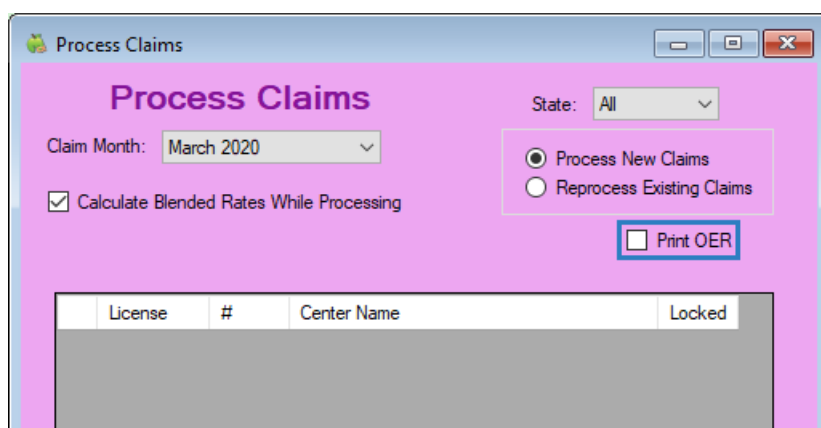 Process Claims
Process Claims
State: All
Claim Month: March 2020
Process New Claims
Reprocess Existing Claims
Calculate Blended Rates While Processing
Print OER
License # Center Name Locked